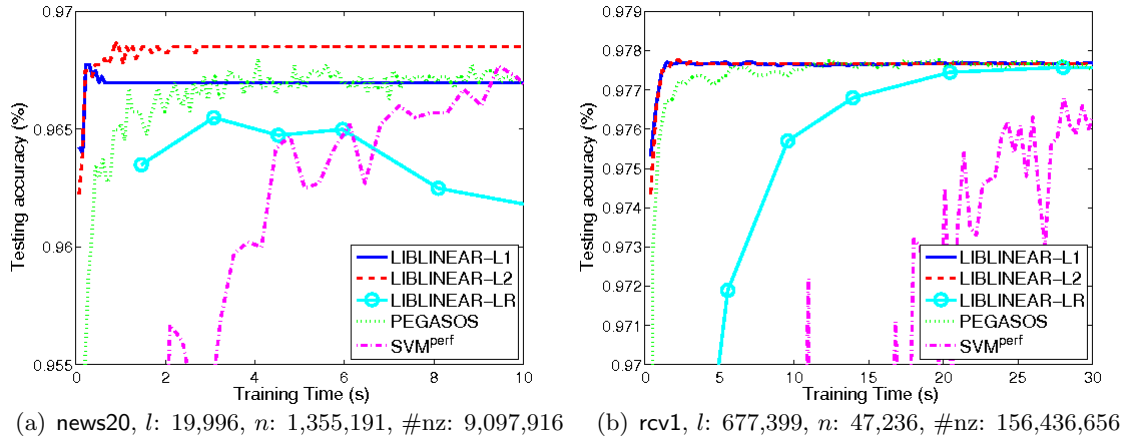 0.97
0.965
0.96
0.955
Testing accuracy (%)
0 2 4 6 8 10
Training Time (s)
LIBLINEAR-L1
LIBLINEAR-L2
LIBLINEAR-LR
PEGASOS
SVMperf
(a) news20, l: 19,996, n: 1,355,191, #nz: 9,097,916
0.979
0.978
0.977
0.976
0.975
0.974
0.973
0.972
0.971
0.97
Testing accuracy (%)
0 5 10 15 20 25 30
Training Time (s)
LIBLINEAR-L1
LIBLINEAR-L2
LIBLINEAR-LR
PEGASOS
SVMperf
(b) rcv1, l: 677,399, n: 47,236, #nz: 156,436,656